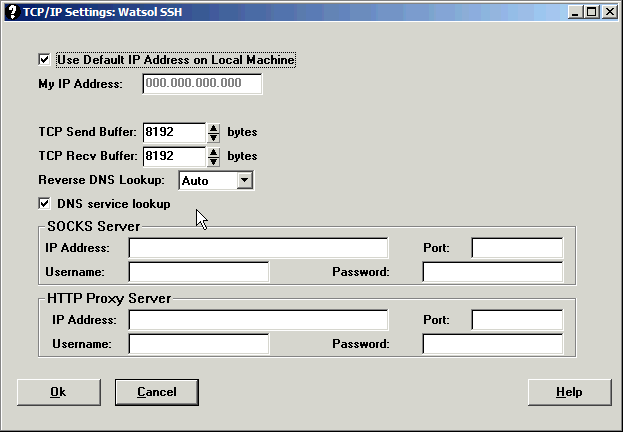 TCP/IP Settings: Watsol SSH
Use Default IP Address on Local Machine
My IP Address: 000.000.000.000
TCP Send Buffer: 8192 bytes
TCP Recv Buffer: 8192 bytes
Reverse DNS Lookup: Auto
DNS service lookup
SOCKS Server
IP Address: Port:
Username: Password:
HTTP Proxy Server
IP Address: Port:
Username: Password:
Ok Cancel Help